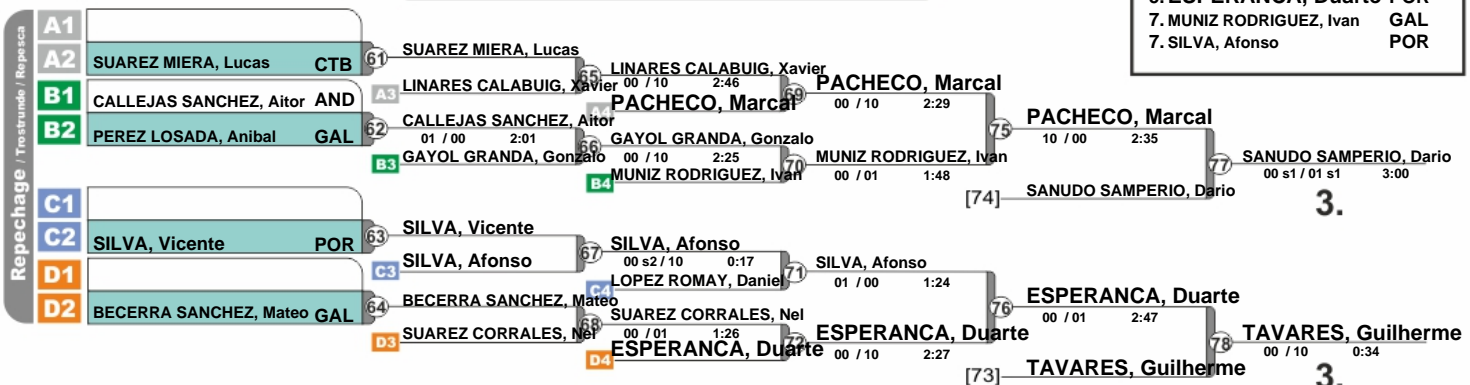 6. ESPERANCA, Duarte POR
7. MUNIZ RODRIGUEZ, Ivan GAL
7. SILVA, Afonso POR
Repechage / Trostrunde / Repesca
A1
A2 SUAREZ MIERA, Lucas CTB
B1 CALLEJAS SANCHEZ, Aitor AND
B2 PEREZ LOSADA, Anibal GAL
C1
C2 SILVA, Vicente POR
D1
D2 BECERRA SANCHEZ, Mateo GAL
61
SUAREZ MIERA, Lucas
A3 LINARES CALABUIG, Xavier
62
CALLEJAS SANCHEZ, Aitor
01 / 00 2:01
B3 GAYOL GRANDA, Gonzalo
63
SILVA, Vicente
C3 SILVA, Afonso
64
BECERRA SANCHEZ, Mateo
D3 SUAREZ CORRALES, Nel
65
LINARES CALABUIG, Xavier
00 / 10 2:46
A4 PACHECO, Marcal
66
GAYOL GRANDA, Gonzalo
00 / 10 2:25
B4 MUNIZ RODRIGUEZ, Ivan
67
SILVA, Afonso
00 s2 / 10 0:17
C4 LOPEZ ROMAY, Daniel
68
SUAREZ CORRALES, Nel
00 / 01 1:26
D4 ESPERANCA, Duarte
69
PACHECO, Marcal
00 / 10 2:29
70
MUNIZ RODRIGUEZ, Ivan
00 / 01 1:48
71
SILVA, Afonso
01 / 00 1:24
72
ESPERANCA, Duarte
00 / 10 2:27
75
PACHECO, Marcal
10 / 00 2:35
[74] SANUDO SAMPERIO, Dario
76
ESPERANCA, Duarte
00 / 01 2:47
[73] TAVARES, Guilherme
77
SANUDO SAMPERIO, Dario
00 s1 / 01 s1 3:00
3.
78
TAVARES, Guilherme
00 / 10 0:34
3.